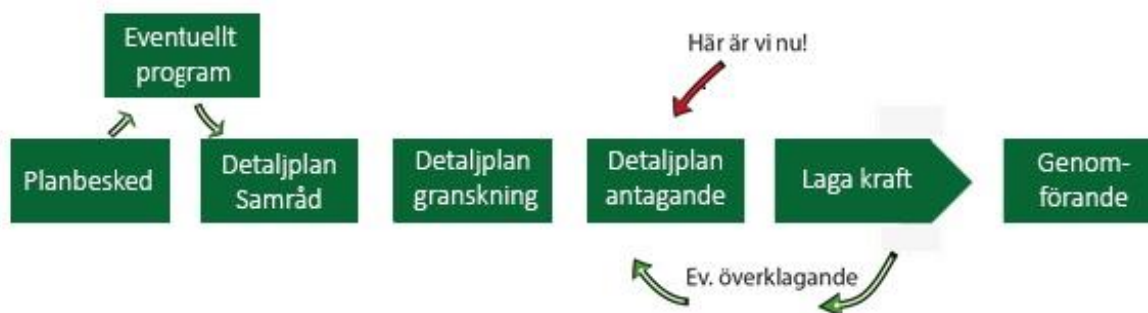 Eventuellt
program
Här är vi nu!
Planbesked
Detaljplan
Samråd
Detaljplan
granskning
Detaljplan
antagande
Laga kraft
Genom-
förande
Ev. överklagande